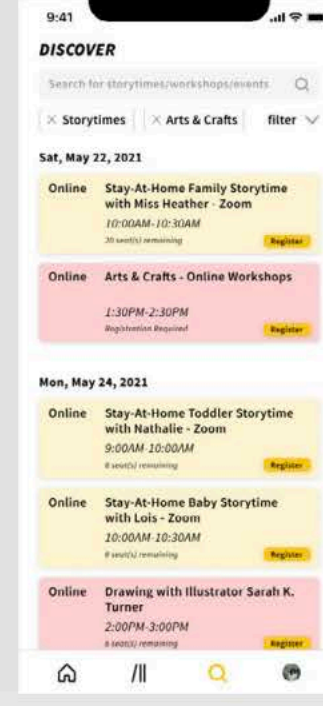 9:41
DISCOVER
Search for storytimes/workshops/events
× Storytimes × Arts & Crafts filter
Sat, May 22, 2021
Online Stay-At-Home Family Storytime
with Miss Heather - Zoom
10:00AM-10:30AM
20 seat(s) remaining Register
Online Arts & Crafts - Online Workshops
1:30PM-2:30PM
Registration Required Register
Mon, May 24, 2021
Online Stay-At-Home Toddler Storytime
with Nathalie - Zoom
9:00AM-10:00AM
seat(s) remaining Register
Online Stay-At-Home Baby Storytime
with Lois - Zoom
10:00AM-10:30AM
seat(s) remaining Register
Online Drawing with Illustrator Sarah K.
Turner
2:00PM-3:00PM
seat(s) remaining Register